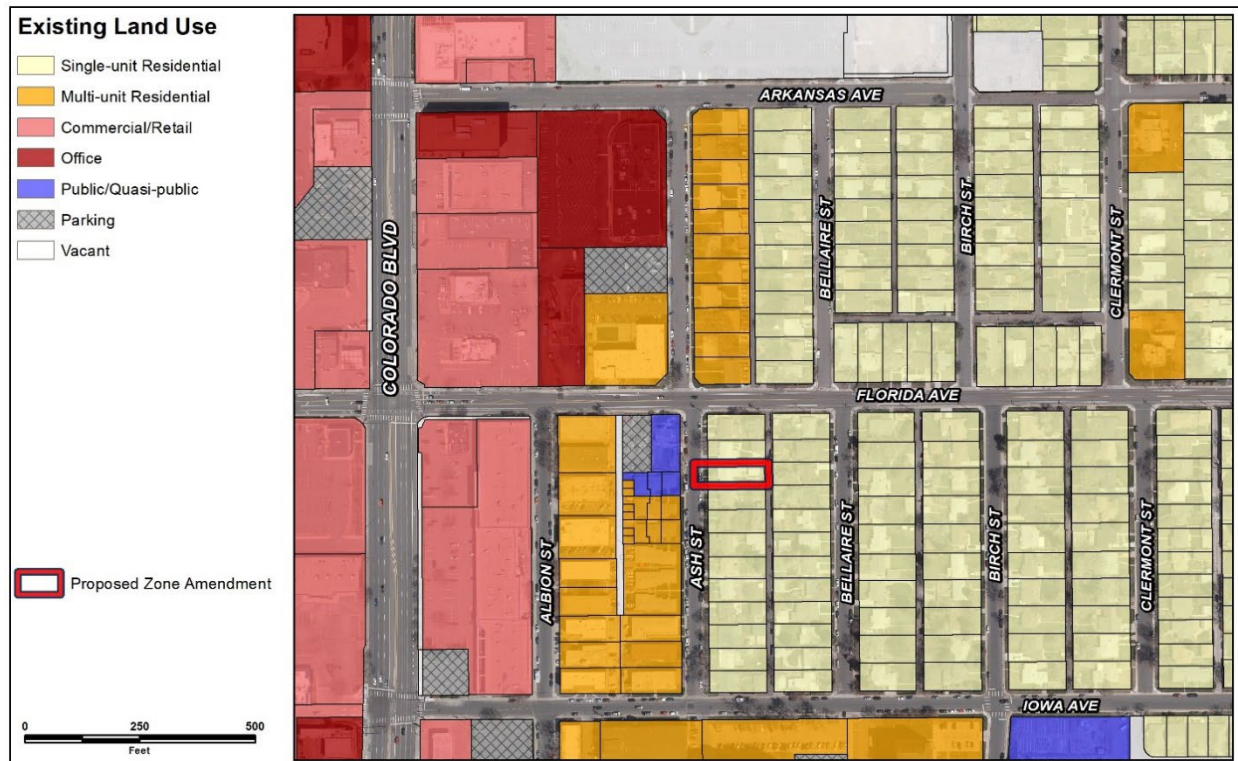 Existing Land Use
Single-unit Residential
Multi-unit Residential
Commercial/Retail
Office
Public/Quasi-public
Parking
Vacant
Proposed Zone Amendment
0 250 500
Feet
ARKANSAS AVE
COLORADO BLVD
BELLAIRE ST
BIRCH ST
CLERMONT ST
FLORIDA AVE
ALBION ST
ASH ST
BELLAIRE ST
BIRCH ST
CLERMONT ST
IOWA AVE